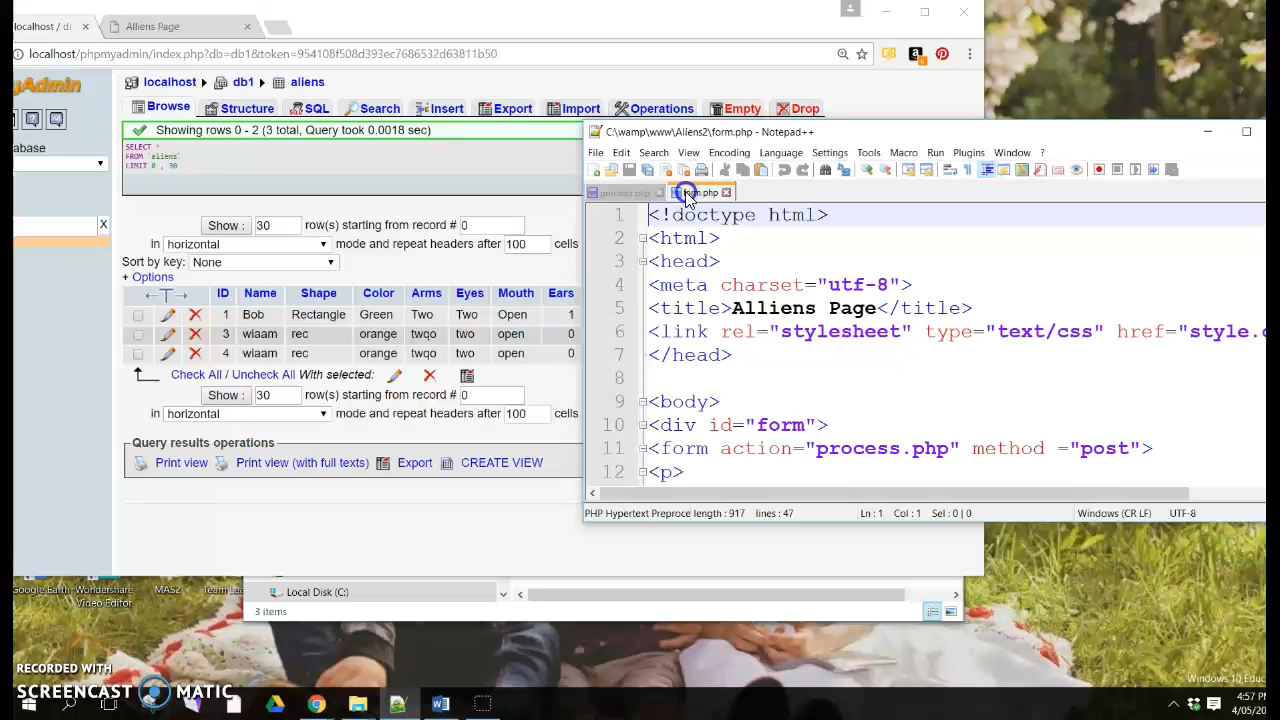 localhost / db
Alliens Page
localhost/phpmyadmin/index.php?db=db1&token=954108f508d393ec7686532d63811b50
yAdmin
localhost db1 aliens
Browse Structure SQL Search Insert Export Import Operations Empty Drop
Showing rows 0 - 2 (3 total, Query took 0.0018 sec)
SELECT *
FROM `aliens`
LIMIT 0 , 30
abase
X
Show : 30 row(s) starting from record # 0
in horizontal mode and repeat headers after 100 cells
Sort by key: None
+ Options
ID Name Shape Color Arms Eyes Mouth Ears
1 Bob Rectangle Green Two Two Open 1
3 wiaam rec orange twqo two open 0
4 wiaam rec orange twqo two open 0
Check All / Uncheck All With selected:
Show : 30 row(s) starting from record # 0
in horizontal mode and repeat headers after 100 cells
Query results operations
Print view Print view (with full texts) Export CREATE VIEW
C:\wamp\www\Aliens2\form.php - Notepad++
File Edit Search View Encoding Language Settings Tools Macro Run Plugins Window ?
process.php form.php
1 <!doctype html>
2 <html>
3 <head>
4 <meta charset="utf-8">
5 <title>Alliens Page</title>
6 <link rel="stylesheet" type="text/css" href="style.c
7 </head>
8
9 <body>
10 <div id="form">
11 <form action="process.php" method ="post">
12 <p>
PHP Hypertext Preproce length : 917 lines : 47 Ln : 1 Col : 1 Sel : 0 | 0 Windows (CR LF) UTF-8
Google Earth Wondershare Video Editor MAS2 Team Lea
Local Disk (C:)
3 items
RECORDED WITH
SCREENCAST MATIC
Windows 10 Educ
4:57 P
4/05/20